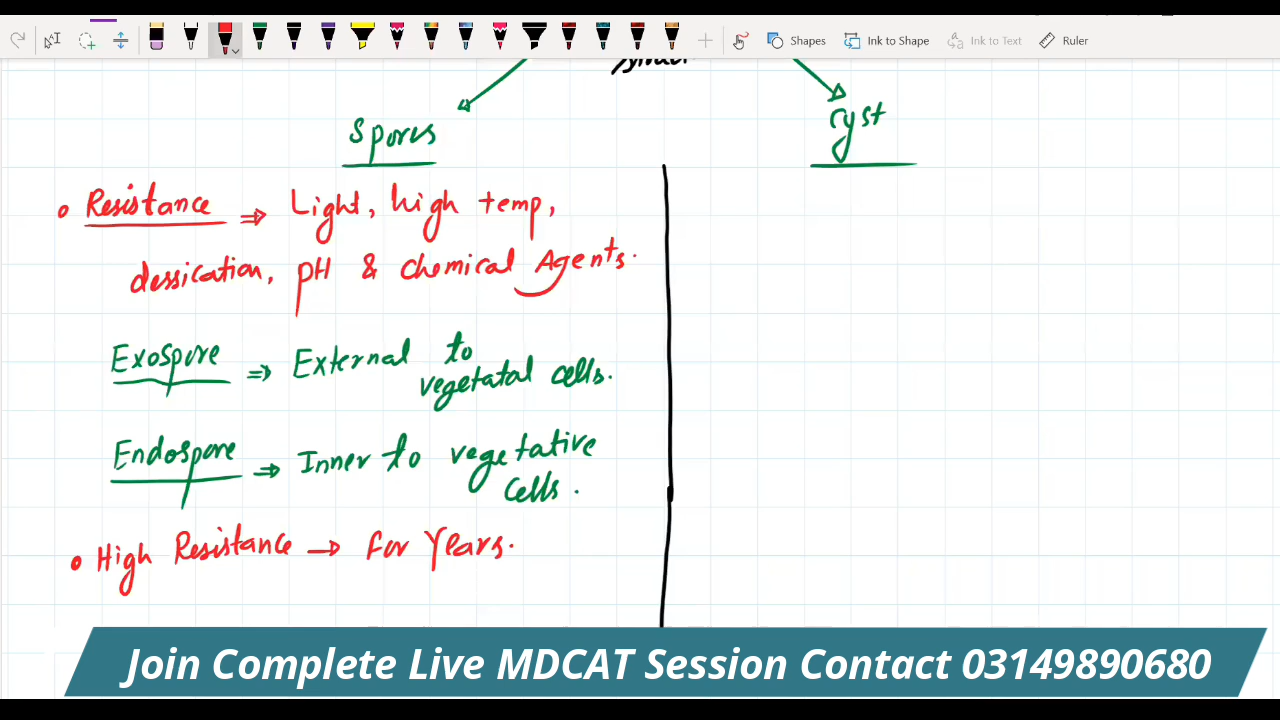 Shapes
Ink to Shape
Ink to Text
Ruler
Spores
Cyst
Resistance ⇒ Light, high temp,
dessication, pH & chemical Agents.
Exospore ⇒ External to
vegetatal cells.
Endospore ⇒ Inner to vegetative
cells.
High Resistance → for Years.
Join Complete Live MDCAT Session Contact 03149890680